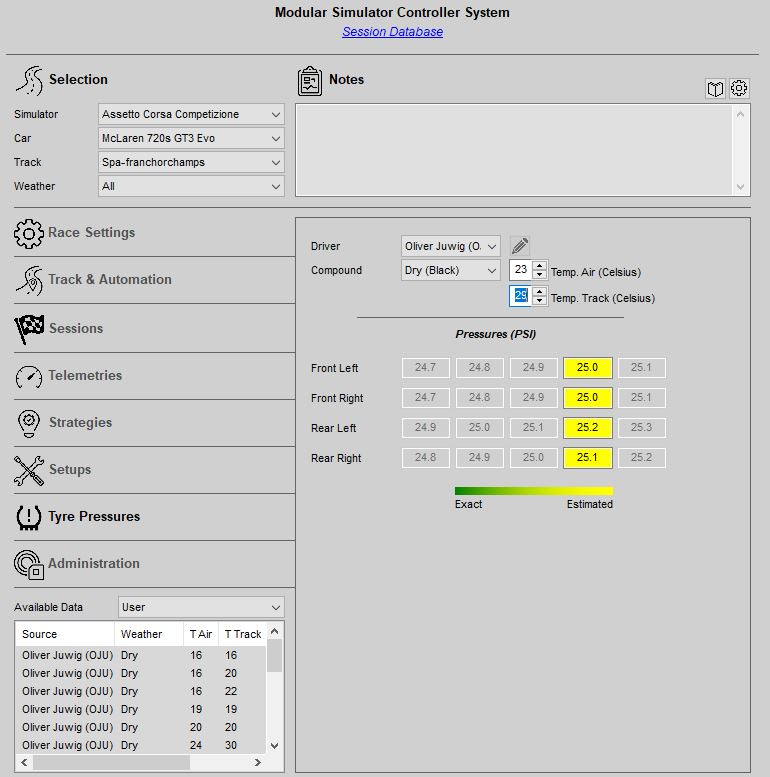 Modular Simulator Controller System
Session Database
Selection
Simulator Assetto Corsa Competizione
Car McLaren 720s GT3 Evo
Track Spa-franchorchamps
Weather All
Notes
Race Settings
Track & Automation
Sessions
Telemetries
Strategies
Setups
Tyre Pressures
Administration
Available Data User
Source Weather T Air T Track
Oliver Juwig (OJU) Dry 16 16
Oliver Juwig (OJU) Dry 16 20
Oliver Juwig (OJU) Dry 16 22
Oliver Juwig (OJU) Dry 19 19
Oliver Juwig (OJU) Dry 20 20
Oliver Juwig (OJU) Dry 24 30
Driver Oliver Juwig (O.
Compound Dry (Black) 23 Temp. Air (Celsius)
29 Temp. Track (Celsius)
Pressures (PSI)
Front Left 24.7 24.8 24.9 25.0 25.1
Front Right 24.7 24.8 24.9 25.0 25.1
Rear Left 24.9 25.0 25.1 25.2 25.3
Rear Right 24.8 24.9 25.0 25.1 25.2
Exact Estimated